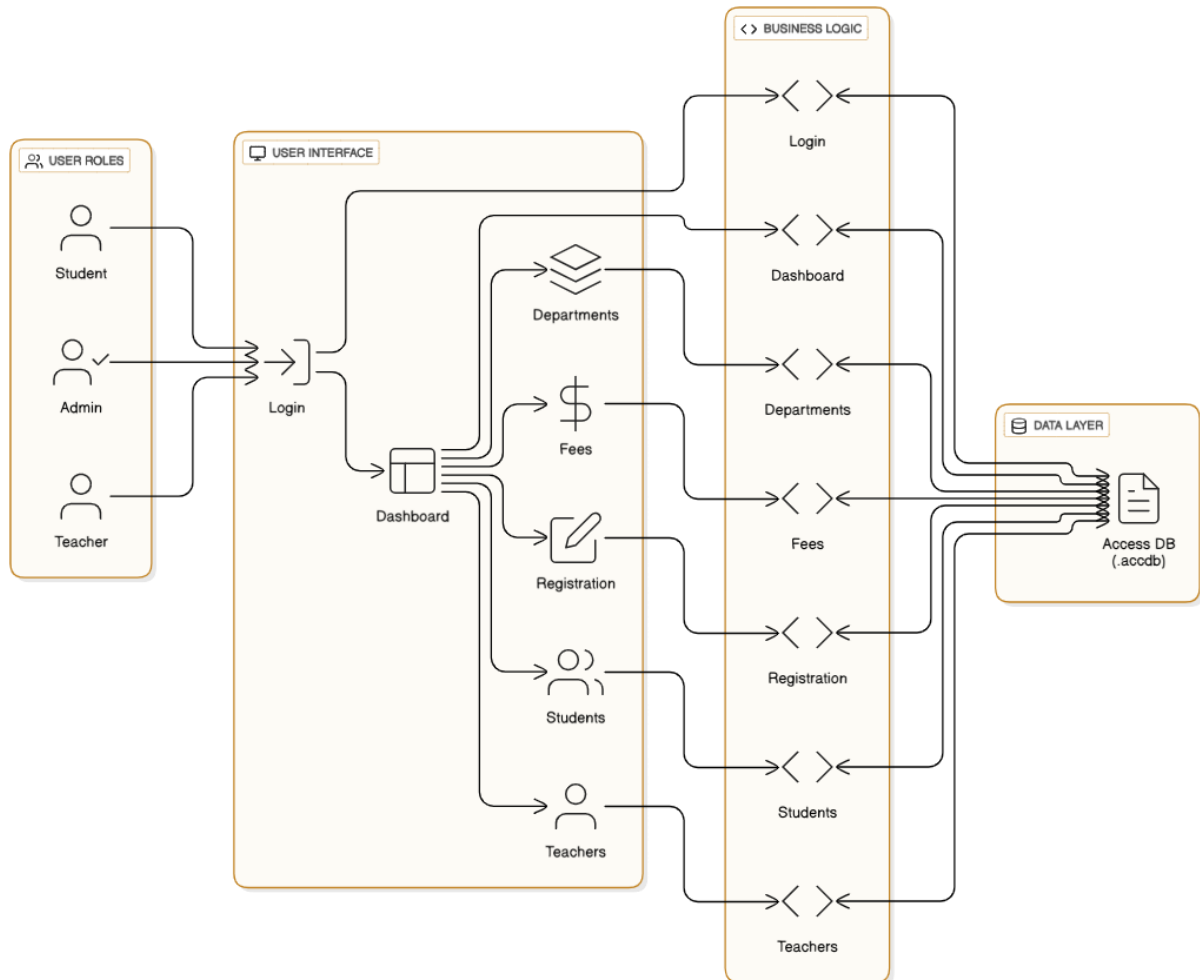 USER ROLES
Student
Admin
Teacher
USER INTERFACE
Login
Dashboard
Departments
Fees
Registration
Students
Teachers
BUSINESS LOGIC
Login
Dashboard
Departments
Fees
Registration
Students
Teachers
DATA LAYER
Access DB
(.accdb)